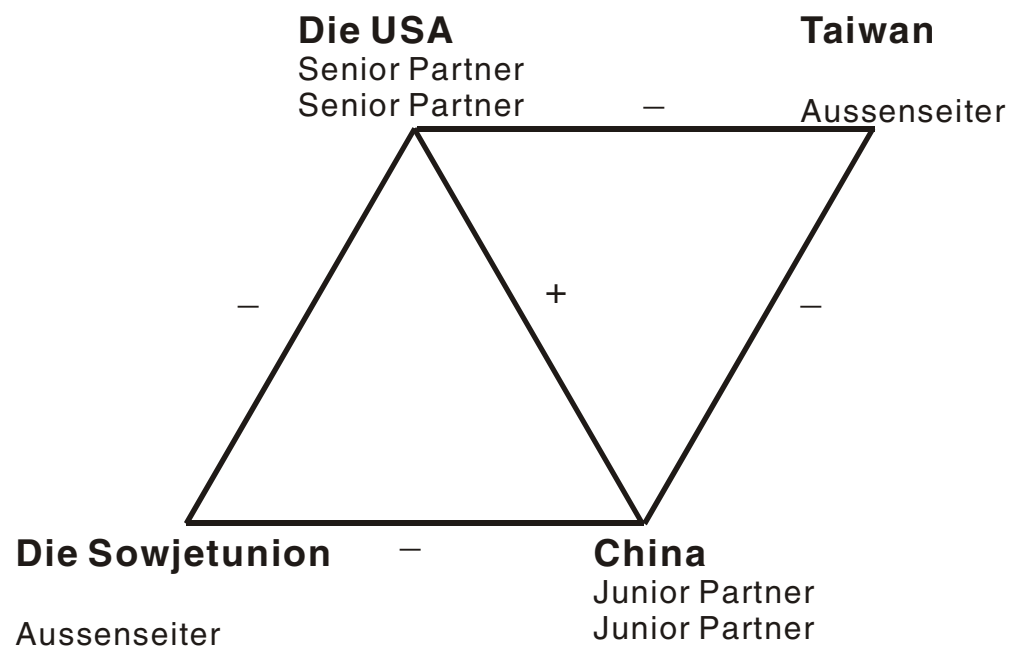 Die USA
Senior Partner
Senior Partner
Taiwan
Aussenseiter
–
–
+
–
Die Sowjetunion
Aussenseiter
–
China
Junior Partner
Junior Partner